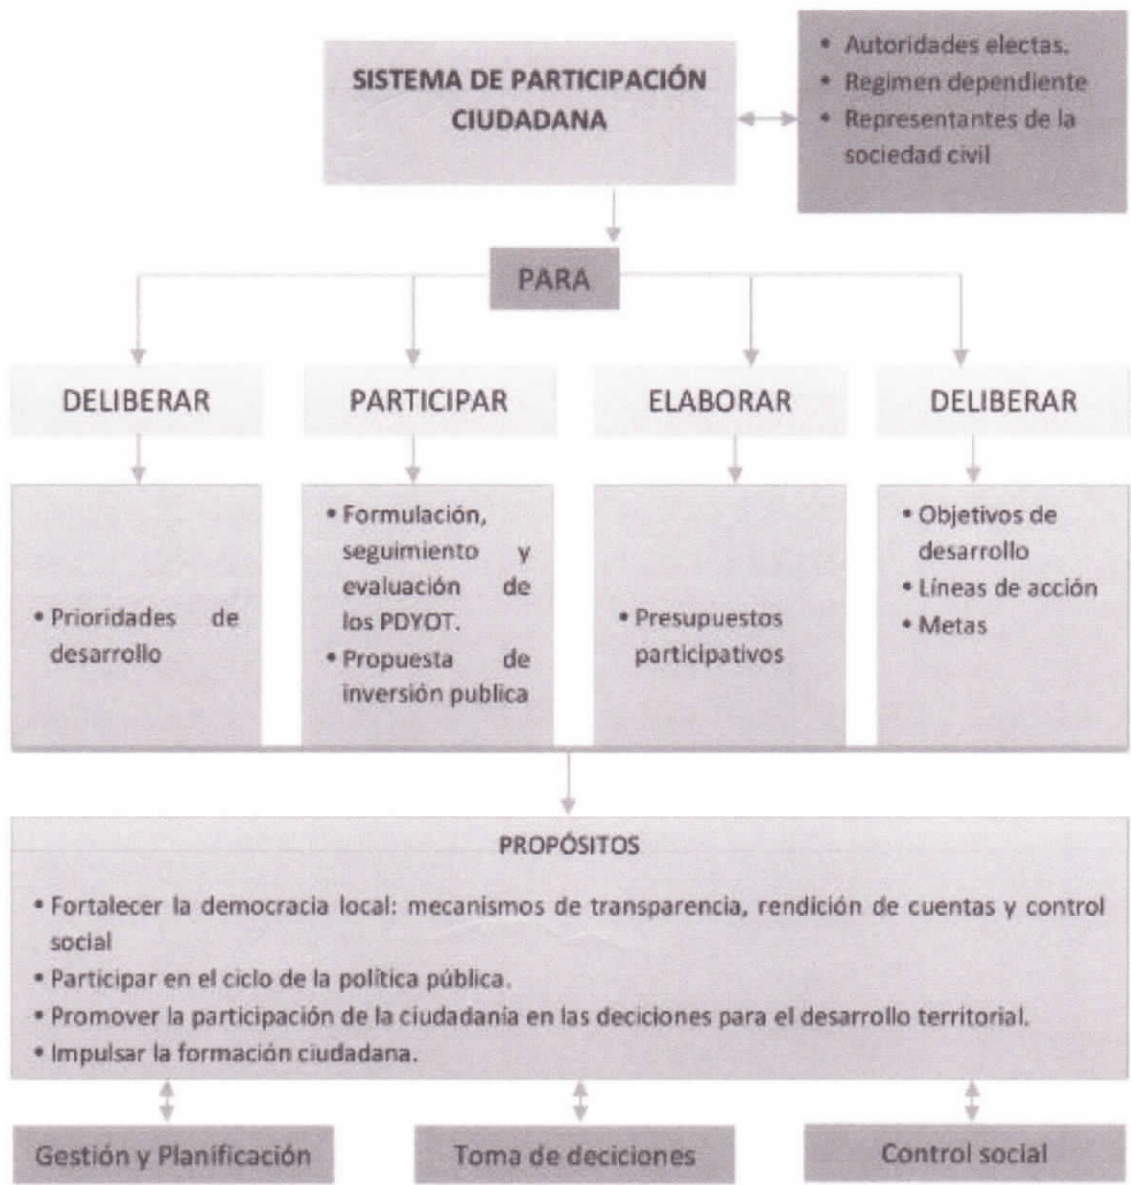 SISTEMA DE PARTICIPACIÓN
CIUDADANA
• Autoridades electas.
• Regimen dependiente
• Representantes de la
sociedad civil
PARA
DELIBERAR
PARTICIPAR
ELABORAR
DELIBERAR
• Prioridades de
desarrollo
• Formulación,
seguimiento y
evaluación de
los PDYOT.
• Propuesta de
inversión publica
• Presupuestos
participativos
• Objetivos de
desarrollo
• Líneas de acción
• Metas
PROPÓSITOS
• Fortalecer la democracia local: mecanismos de transparencia, rendición de cuentas y control
social
• Participar en el ciclo de la política pública.
• Promover la participación de la ciudadanía en las deciciones para el desarrollo territorial.
• Impulsar la formación ciudadana.
Gestión y Planificación
Toma de deciciones
Control social